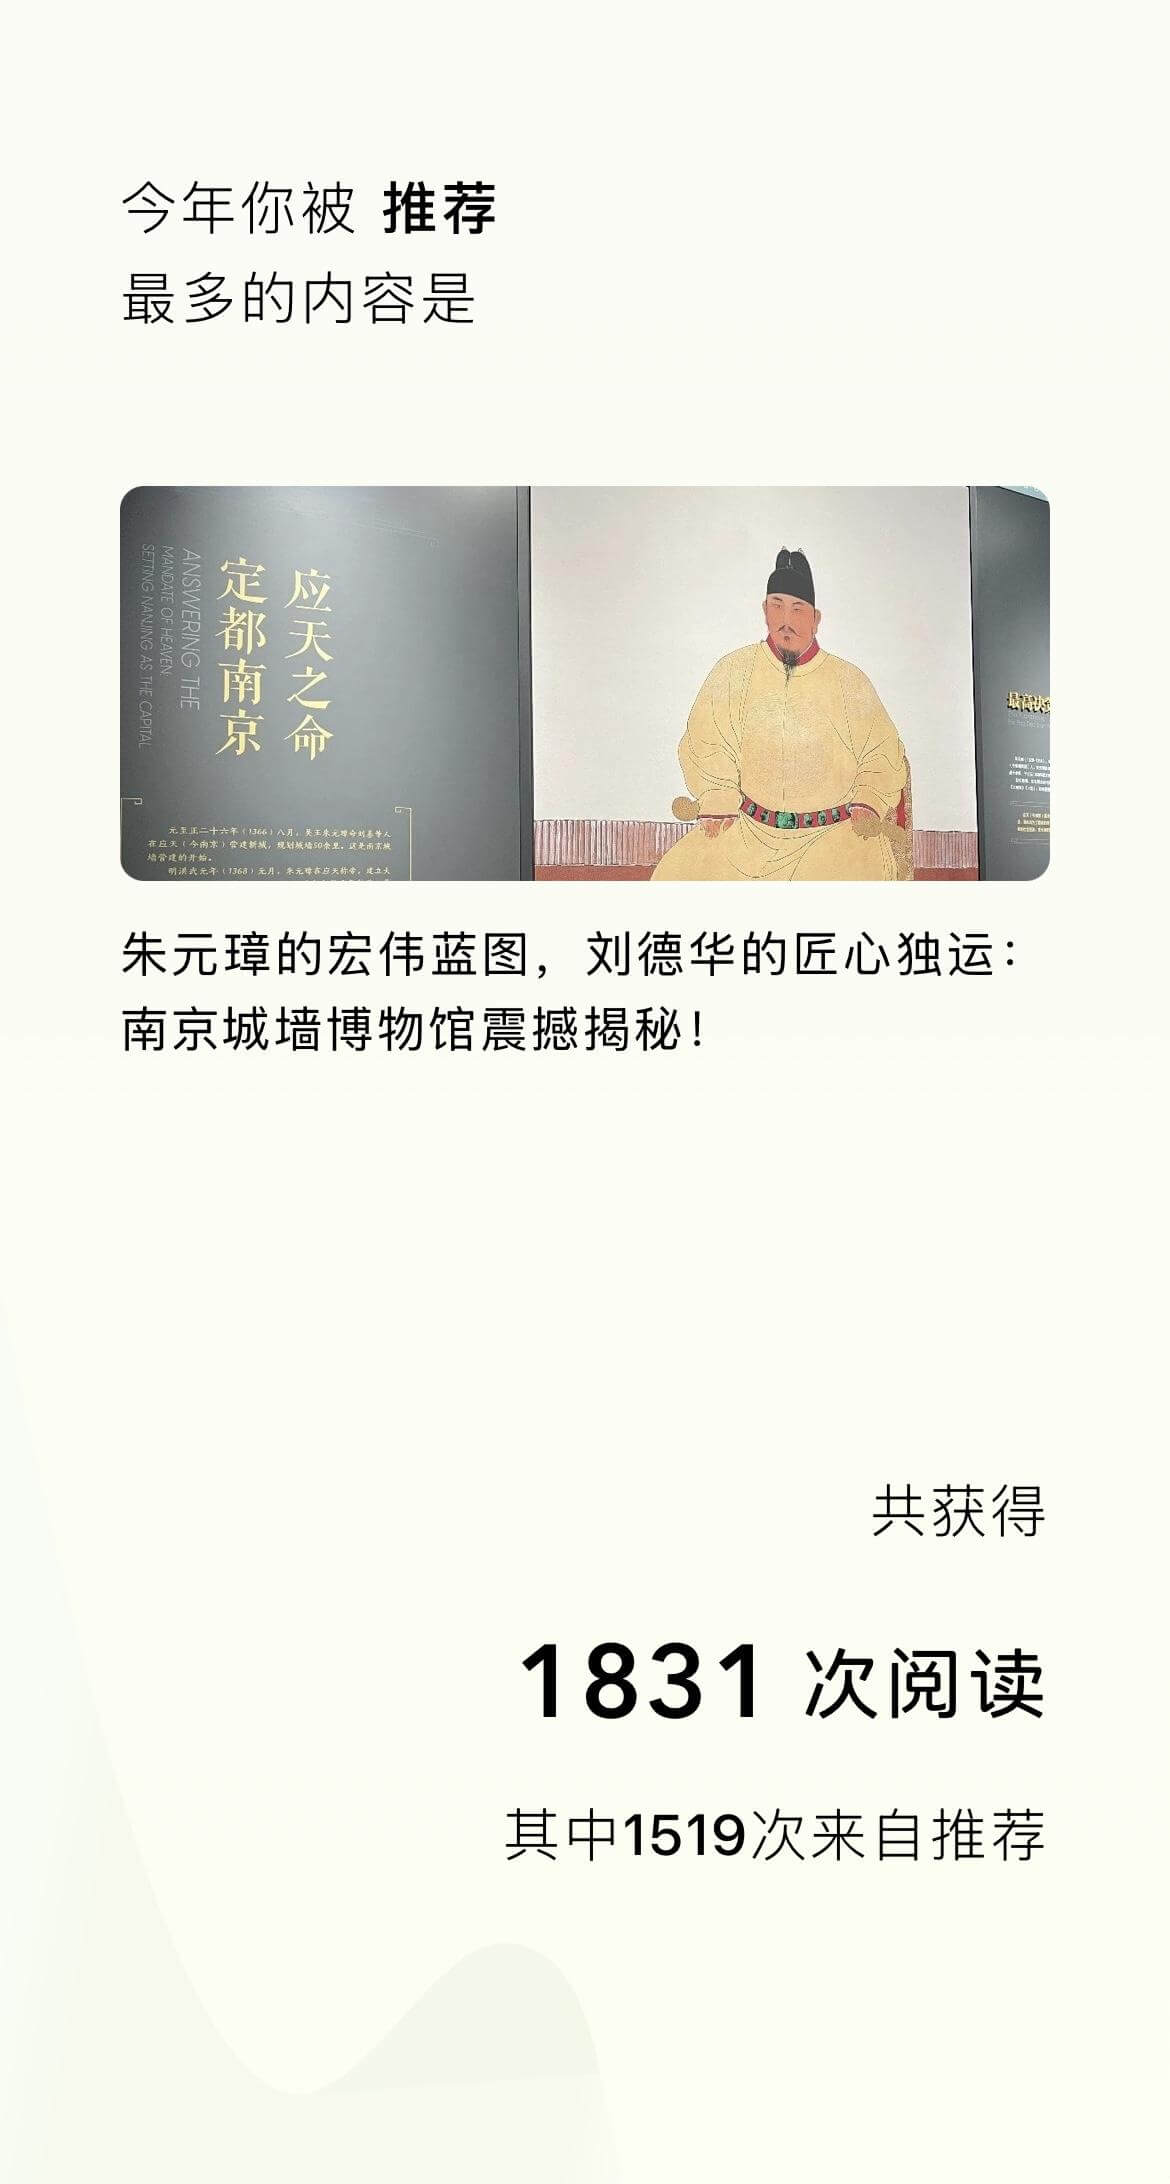 今年你被 推荐
最多的内容是
应天之命
定都南京
ANSWERING THE
MANDATE OF HEAVEN:
SETTING NANJING AS THE CAPITAL
元至正二十六年（1366）八月，吴王朱元璋命刘基等人
在应天（今南京）营建新城，规划城墙50余里。这是南京城
墙营建的开始。
明洪武元年（1368）元月，朱元璋在应天称帝，建立大
最高决策
朱元璋的宏伟蓝图，刘德华的匠心独运：
南京城墙博物馆震撼揭秘！
共获得
1831 次阅读
其中1519次来自推荐